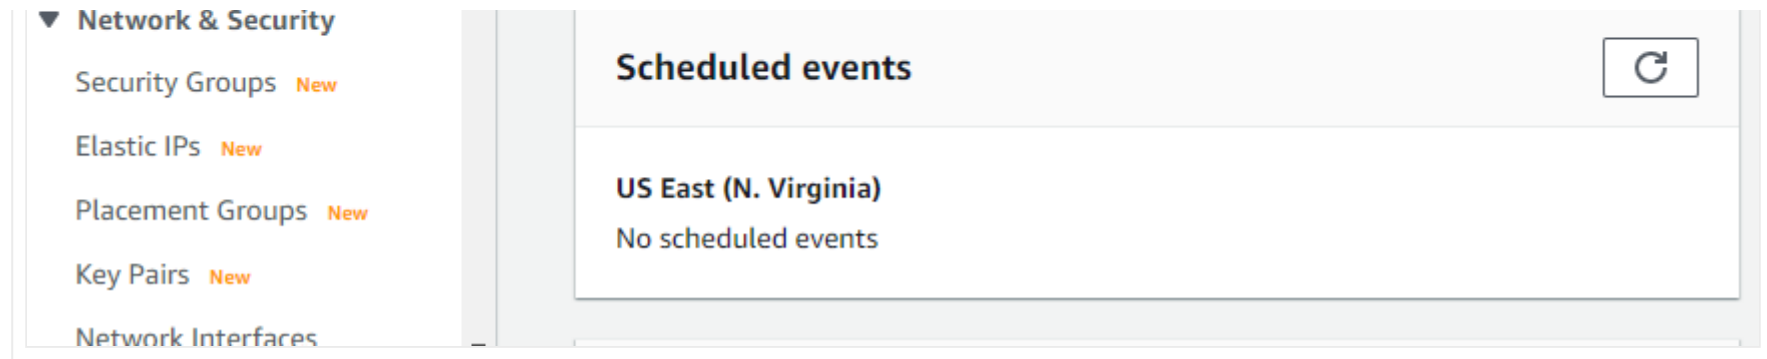 Network & Security
Security Groups New
Elastic IPs New
Placement Groups New
Key Pairs New
Network Interfaces
Scheduled events
US East (N. Virginia)
No scheduled events